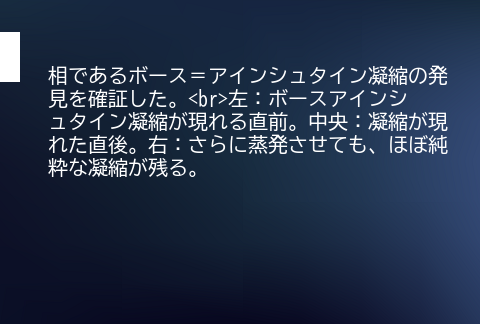 相であるボース＝アインシュタイン凝縮の発
見を確証した。<br>左：ボースアインシ
ュタイン凝縮が現れる直前。中央：凝縮が現
れた直後。右：さらに蒸発させても、ほぼ純
粋な凝縮が残る。